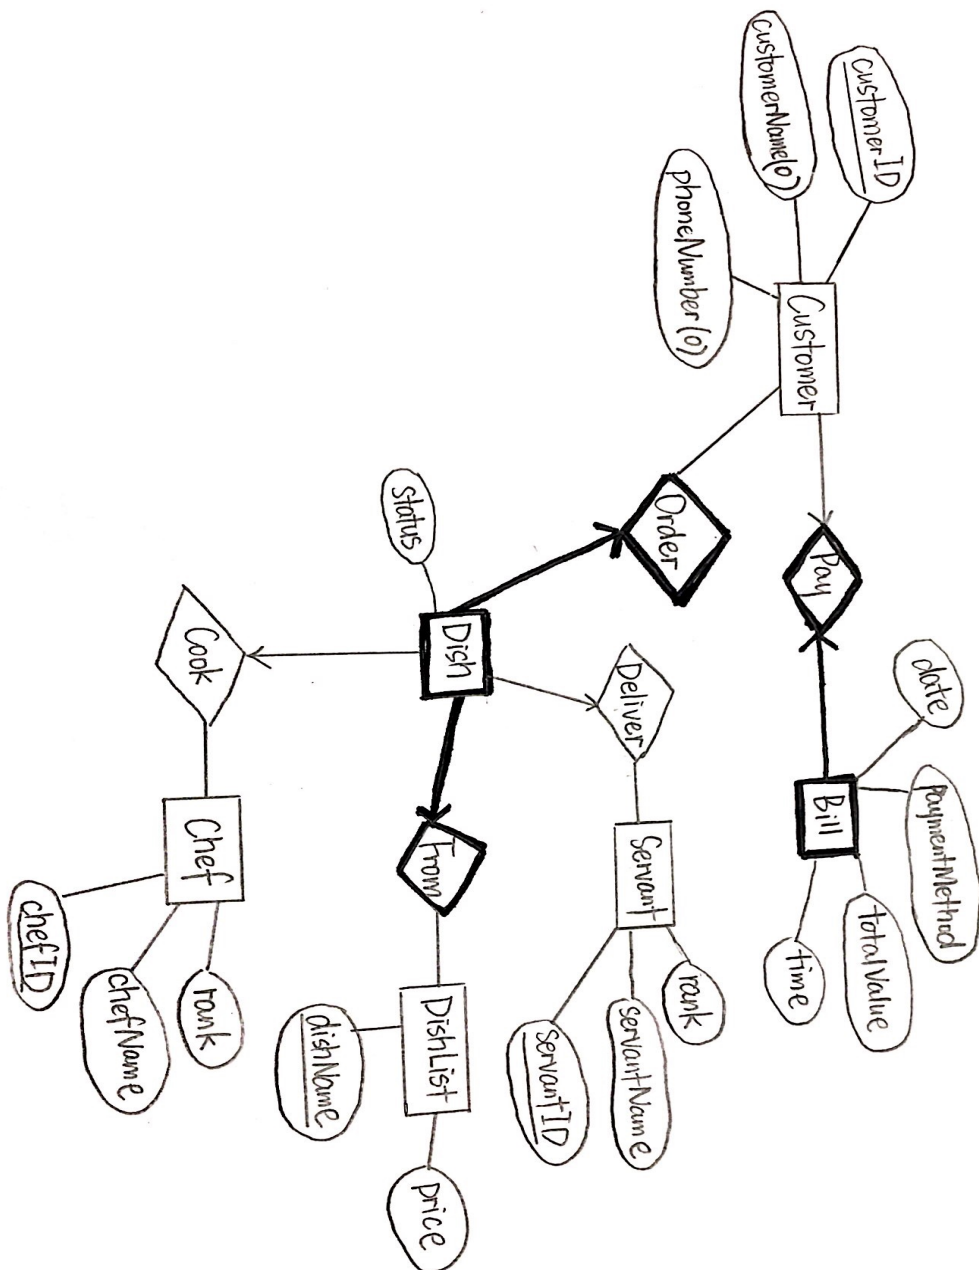 customerID
customerName(o)
phoneNumber(o)
Customer
Pay
Bill
date
paymentMethod
totalValue
time
Order
status
Dish
Deliver
Servant
rank
servantName
servantID
Cook
From
Chef
rank
chefName
chefID
DishList
dishName
price